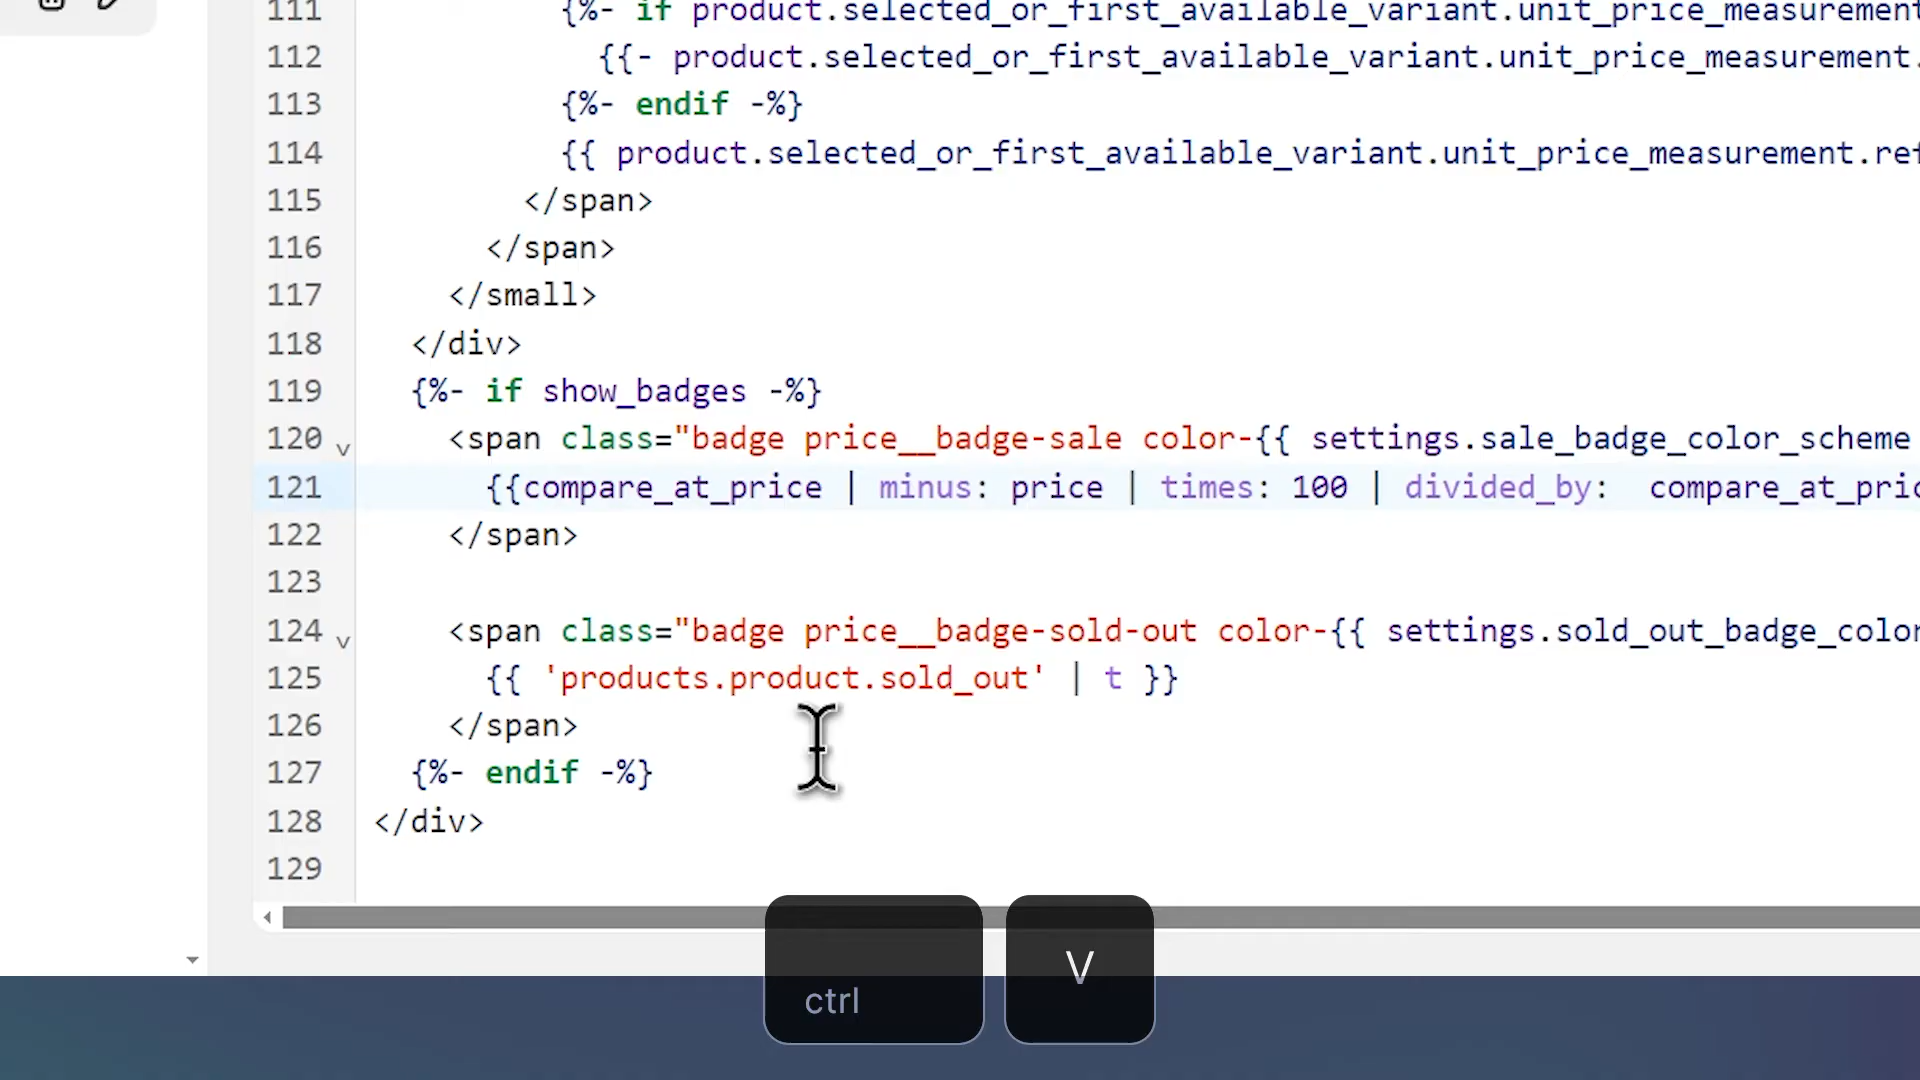 111 {%- if product.selected_or_first_available_variant.unit_price_measurement
112 {{- product.selected_or_first_available_variant.unit_price_measurement.
113 {%- endif -%}
114 {{ product.selected_or_first_available_variant.unit_price_measurement.ref
115 </span>
116 </span>
117 </small>
118 </div>
119 {%- if show_badges -%}
120 <span class="badge price__badge-sale color-{{ settings.sale_badge_color_scheme
121 {{compare_at_price | minus: price | times: 100 | divided_by:  compare_at_pric
122 </span>
123
124 <span class="badge price__badge-sold-out color-{{ settings.sold_out_badge_color
125 {{ 'products.product.sold_out' | t }}
126 </span>
127 {%- endif -%}
128 </div>
129
ctrl V